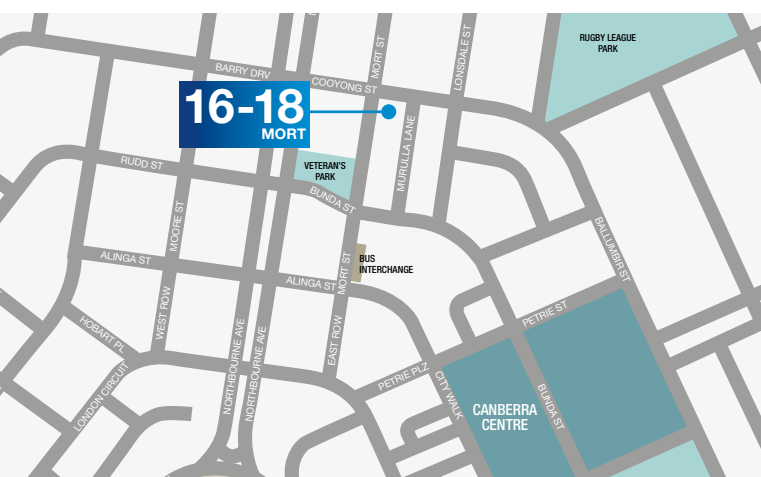 RUGBY LEAGUE
PARK
MORT ST
LONSDALE ST
BARRY DRV
COOYONG ST
16-18
MORT
MURULLA LANE
VETERAN'S
PARK
RUDD ST
BUNDA ST
MOORE ST
BALLUMBIR ST
ALINGA ST
MORT ST
BUS
INTERCHANGE
ALINGA ST
WEST ROW
HOBART PL
NORTHBOURNE AVE
NORTHBOURNE AVE
EAST ROW
PETRIE ST
PETRIE PLZ
LONDON CIRCUIT
CITY WALK
CANBERRA
CENTRE
BUNDA ST